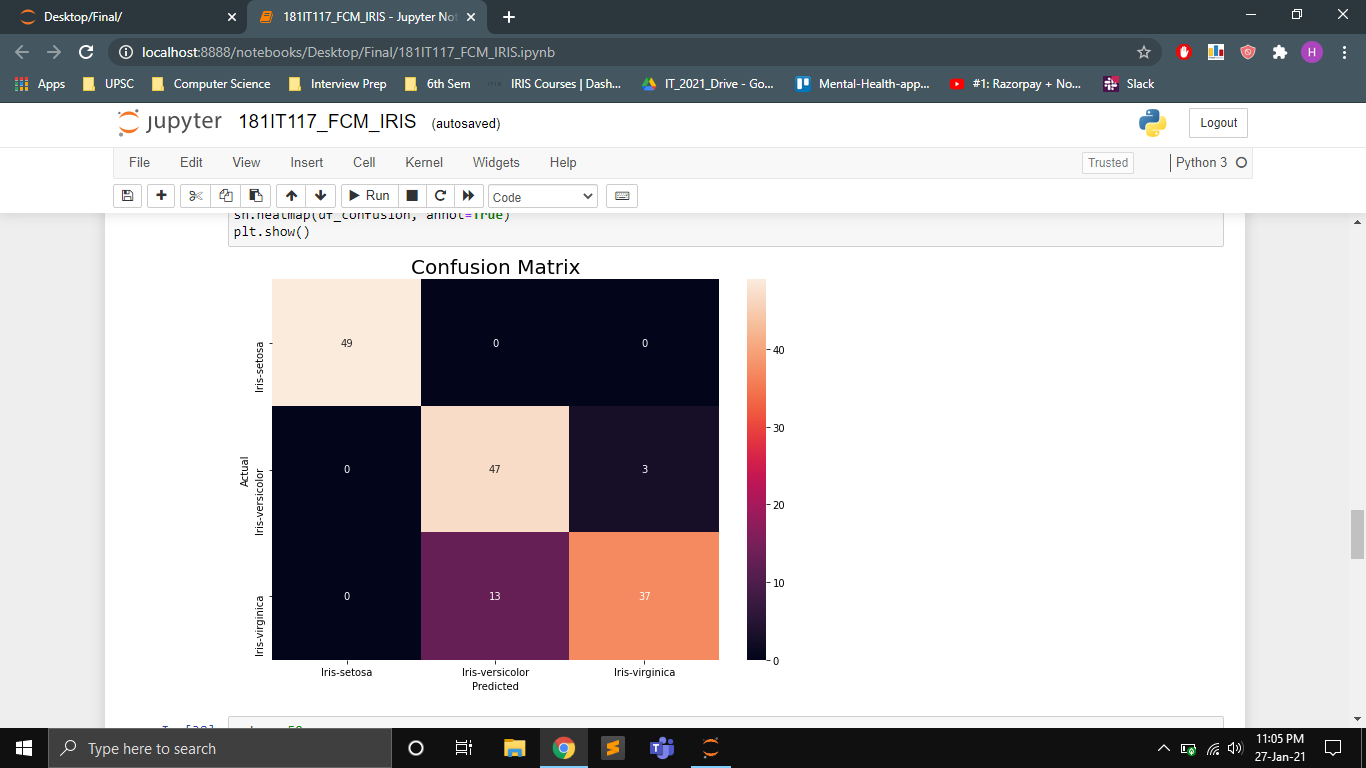 Desktop/Final/
181IT117_FCM_IRIS - Jupyter Not
localhost:8888/notebooks/Desktop/Final/181IT117_FCM_IRIS.ipynb
H
Apps UPSC Computer Science Interview Prep 6th Sem IRIS Courses | Dash... IT_2021_Drive - Go... Mental-Health-app... #1: Razorpay + No... Slack
jupyter 181IT117_FCM_IRIS (autosaved)
Logout
File Edit View Insert Cell Kernel Widgets Help
Trusted
Python 3
Run
Code
sn.heatmap(df_confusion, annot=True)
plt.show()
Confusion Matrix
49 0 0
0 47 3
0 13 37
Actual
Iris-setosa
Iris-versicolor
Iris-virginica
Iris-setosa Iris-versicolor Iris-virginica
Predicted
40
30
20
10
0
Type here to search
11:05 PM
27-Jan-21